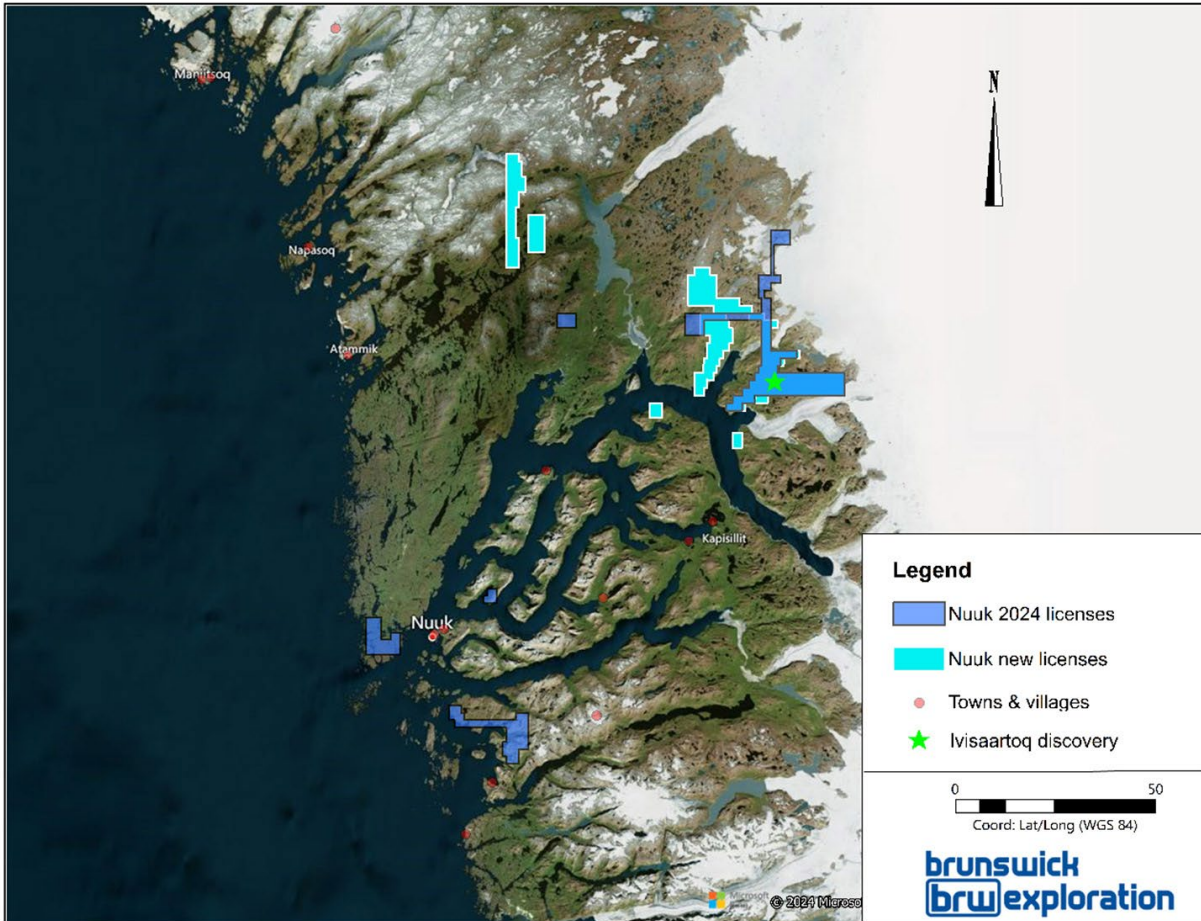 Maniitsoq
N
Napasoq
Atammik
Kapisillit
Nuuk
Legend
Nuuk 2024 licenses
Nuuk new licenses
Towns & villages
Ivisaartoq discovery
0 50
Coord: Lat/Long (WGS 84)
brunswick
brw exploration
Microsoft
© 2024 Microso